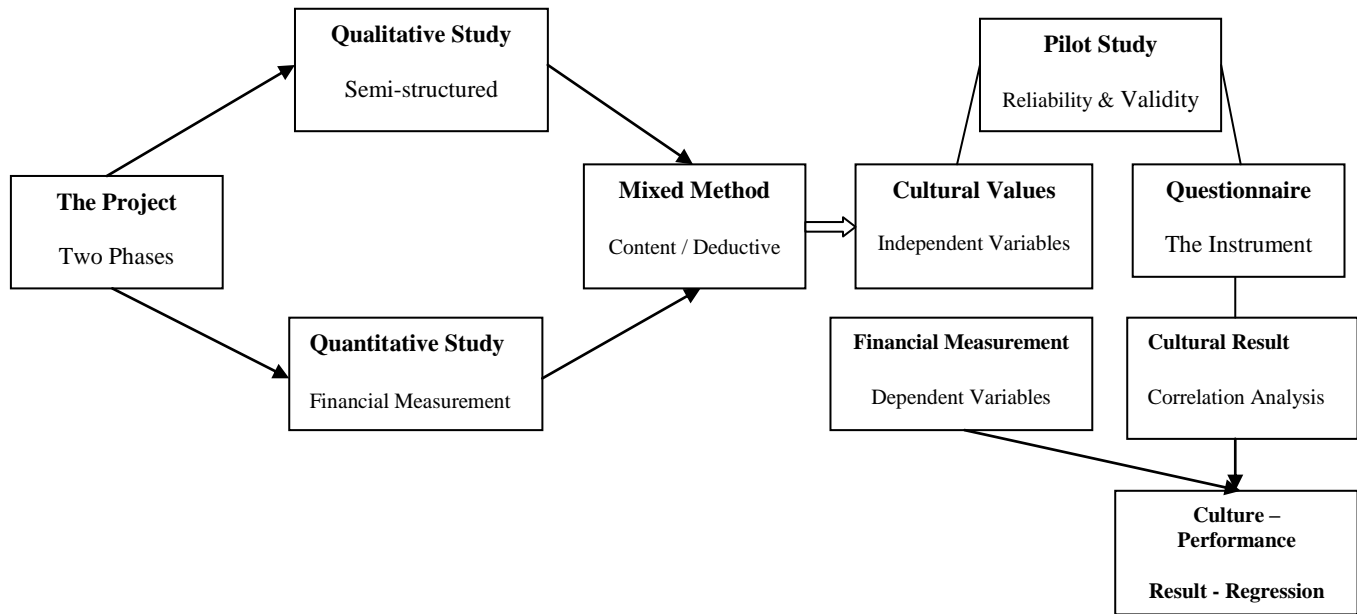 Qualitative Study
Semi-structured
Pilot Study
Reliability & Validity
The Project
Two Phases
Mixed Method
Content / Deductive
Cultural Values
Independent Variables
Questionnaire
The Instrument
Quantitative Study
Financial Measurement
Financial Measurement
Dependent Variables
Cultural Result
Correlation Analysis
Culture –
Performance
Result - Regression